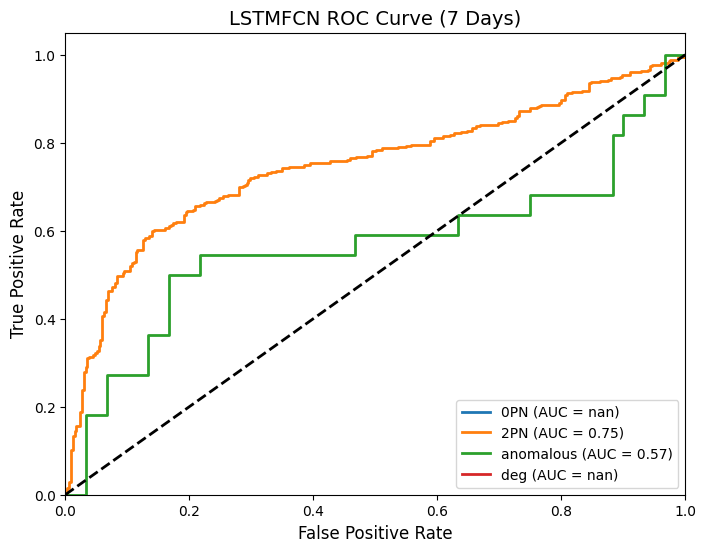 LSTMFCN ROC Curve (7 Days)
True Positive Rate
1.0
0.8
0.6
0.4
0.2
0.0
0.0 0.2 0.4 0.6 0.8 1.0
False Positive Rate
0PN (AUC = nan)
2PN (AUC = 0.75)
anomalous (AUC = 0.57)
deg (AUC = nan)